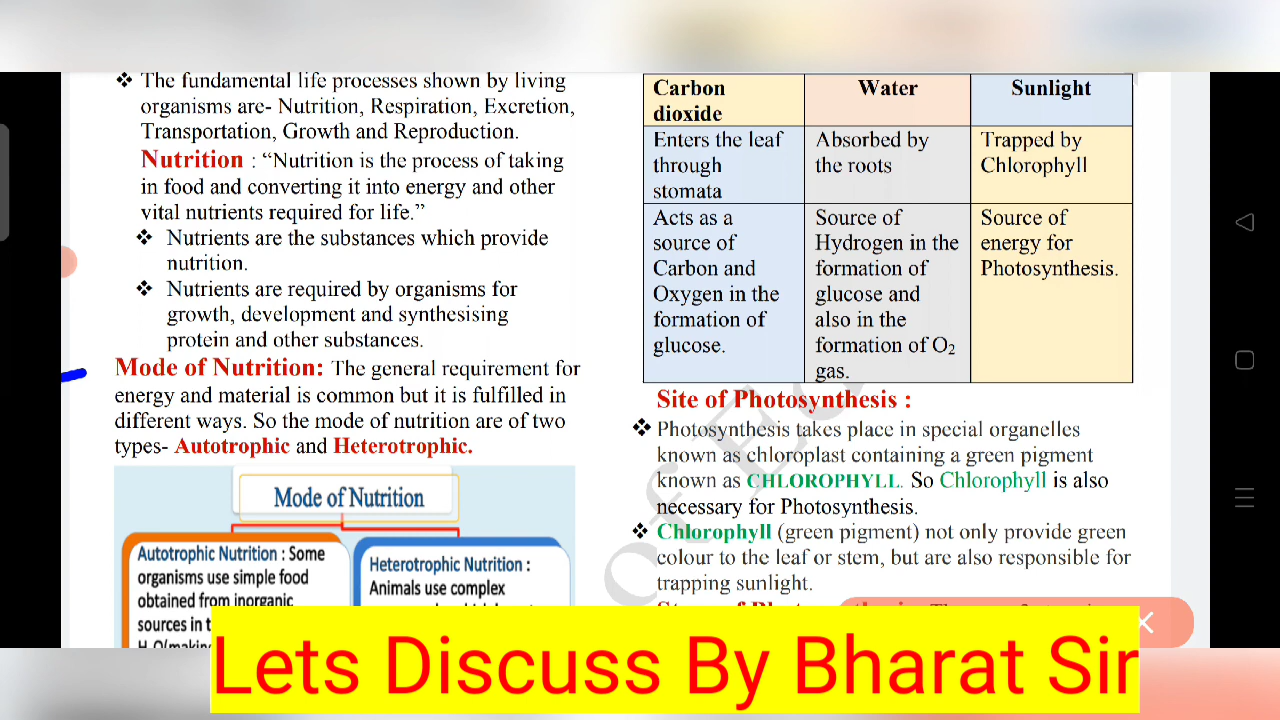 ❖ The fundamental life processes shown by living
organisms are- Nutrition, Respiration, Excretion,
Transportation, Growth and Reproduction.
Nutrition : “Nutrition is the process of taking
in food and converting it into energy and other
vital nutrients required for life.”
❖ Nutrients are the substances which provide
nutrition.
❖ Nutrients are required by organisms for
growth, development and synthesising
protein and other substances.
Mode of Nutrition: The general requirement for
energy and material is common but it is fulfilled in
different ways. So the mode of nutrition are of two
types- Autotrophic and Heterotrophic.
Mode of Nutrition
Autotrophic Nutrition : Some
organisms use simple food
obtained from inorganic
sources in t
Heterotrophic Nutrition :
Animals use complex
Carbon
dioxide
Water
Sunlight
Enters the leaf
through
stomata
Absorbed by
the roots
Trapped by
Chlorophyll
Acts as a
source of
Carbon and
Oxygen in the
formation of
glucose.
Source of
Hydrogen in the
formation of
glucose and
also in the
formation of O₂
gas.
Source of
energy for
Photosynthesis.
Site of Photosynthesis :
❖ Photosynthesis takes place in special organelles
known as chloroplast containing a green pigment
known as CHLOROPHYLL. So Chlorophyll is also
necessary for Photosynthesis.
❖ Chlorophyll (green pigment) not only provide green
colour to the leaf or stem, but are also responsible for
trapping sunlight.
of
Lets Discuss By Bharat Sir